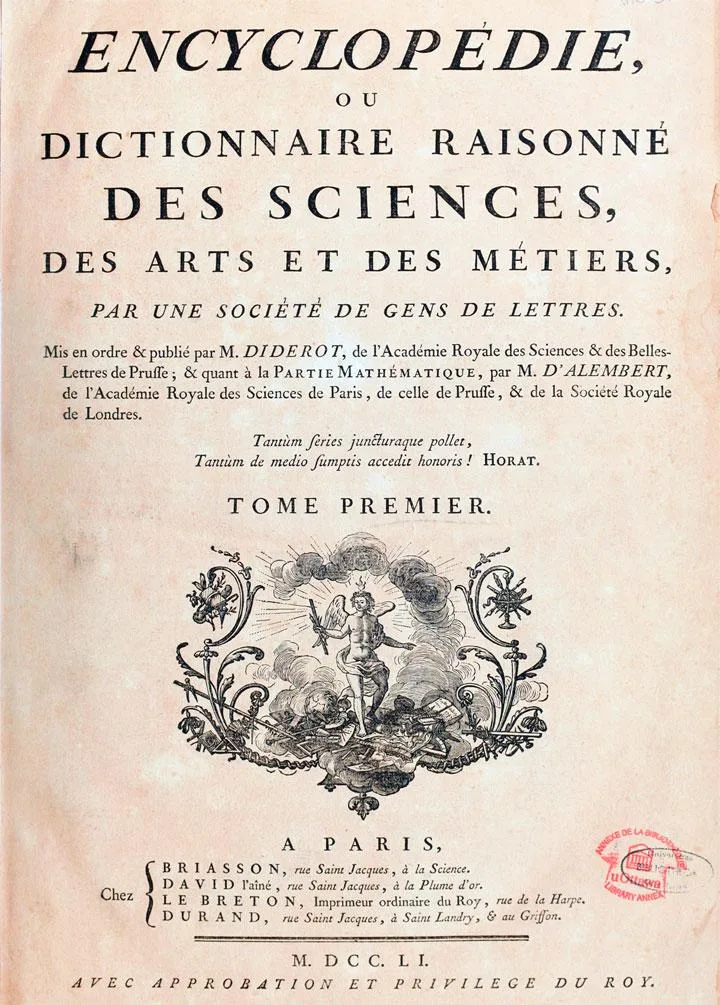 ENCYCLOPÉDIE,
OU
DICTIONNAIRE RAISONNÉ
DES SCIENCES,
DES ARTS ET DES MÉTIERS,
PAR UNE SOCIÉTÉ DE GENS DE LETTRES.
Mis en ordre & publié par M. DIDEROT, de l'Académie Royale des Sciences & des Belles-
Lettres de Pruſſe ; & quant à la PARTIE MATHÉMATIQUE, par M. D'ALEMBERT,
de l'Académie Royale des Sciences de Paris, de celle de Pruſſe, & de la Société Royale
de Londres.
Tantùm ſeries juncturaque pollet,
Tantùm de medio ſumptis accedit honoris ! HORAT.
TOME PREMIER.
A PARIS,
Chez
BRIASSON, rue Saint Jacques, à la Science.
DAVID l'aîné, rue Saint Jacques, à la Plume d'or.
LE BRETON, Imprimeur ordinaire du Roy, rue de la Harpe.
DURAND, rue Saint Jacques, à Saint Landry, & au Griffon.
M. DCC. LI.
AVEC APPROBATION ET PRIVILEGE DU ROY.
ANNEXE DE LA
uOttawa
LIBRARY ANNEX